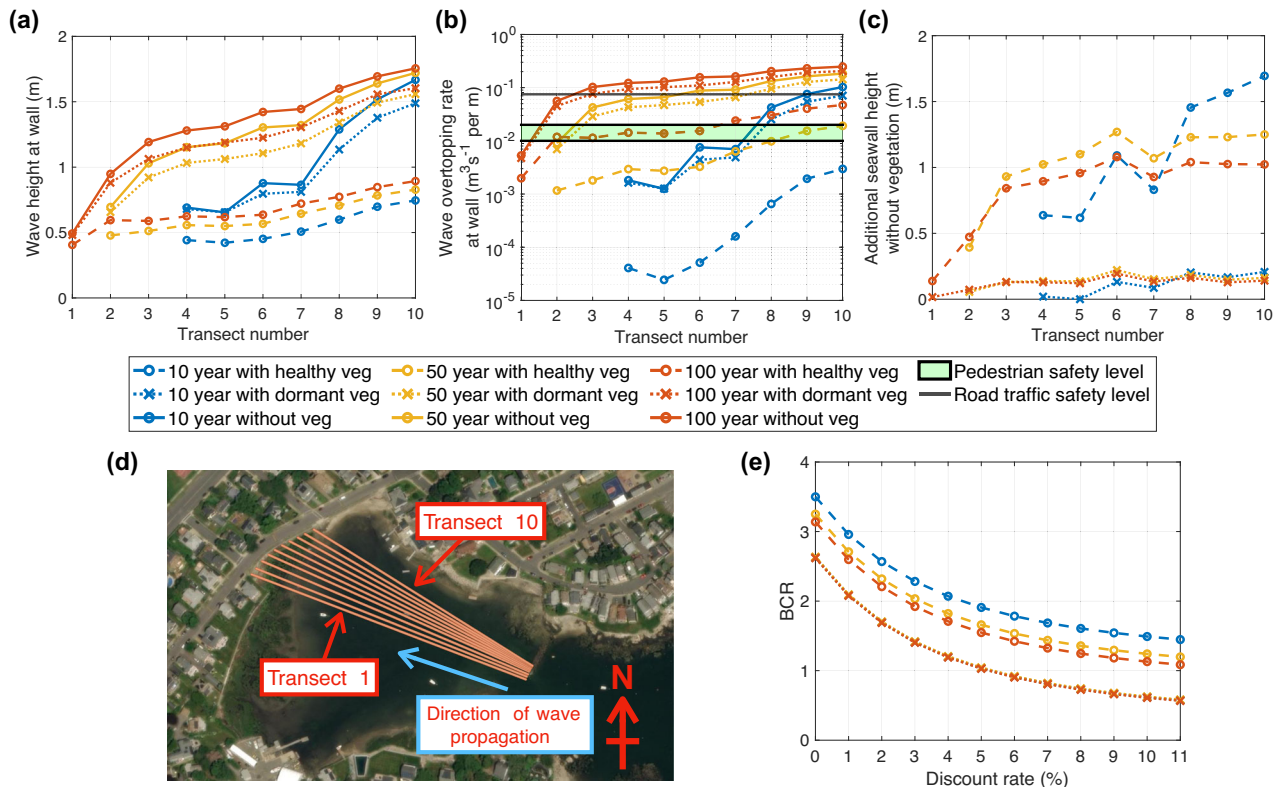 (a)
Wave height at wall (m)
2
1.5
1
0.5
0
1 2 3 4 5 6 7 8 9 10
Transect number
(b)
Wave overtopping rate
at wall (m³s⁻¹ per m)
10⁰
10⁻¹
10⁻²
10⁻³
10⁻⁴
10⁻⁵
1 2 3 4 5 6 7 8 9 10
Transect number
(c)
Additional seawall height
without vegetation (m)
2
1.5
1
0.5
0
1 2 3 4 5 6 7 8 9 10
Transect number
10 year with healthy veg
50 year with healthy veg
100 year with healthy veg
Pedestrian safety level
10 year with dormant veg
50 year with dormant veg
100 year with dormant veg
Road traffic safety level
10 year without veg
50 year without veg
100 year without veg
(d)
Transect 10
Transect 1
Direction of wave
propagation
N
(e)
BCR
4
3
2
1
0
0 1 2 3 4 5 6 7 8 9 10 11
Discount rate (%)